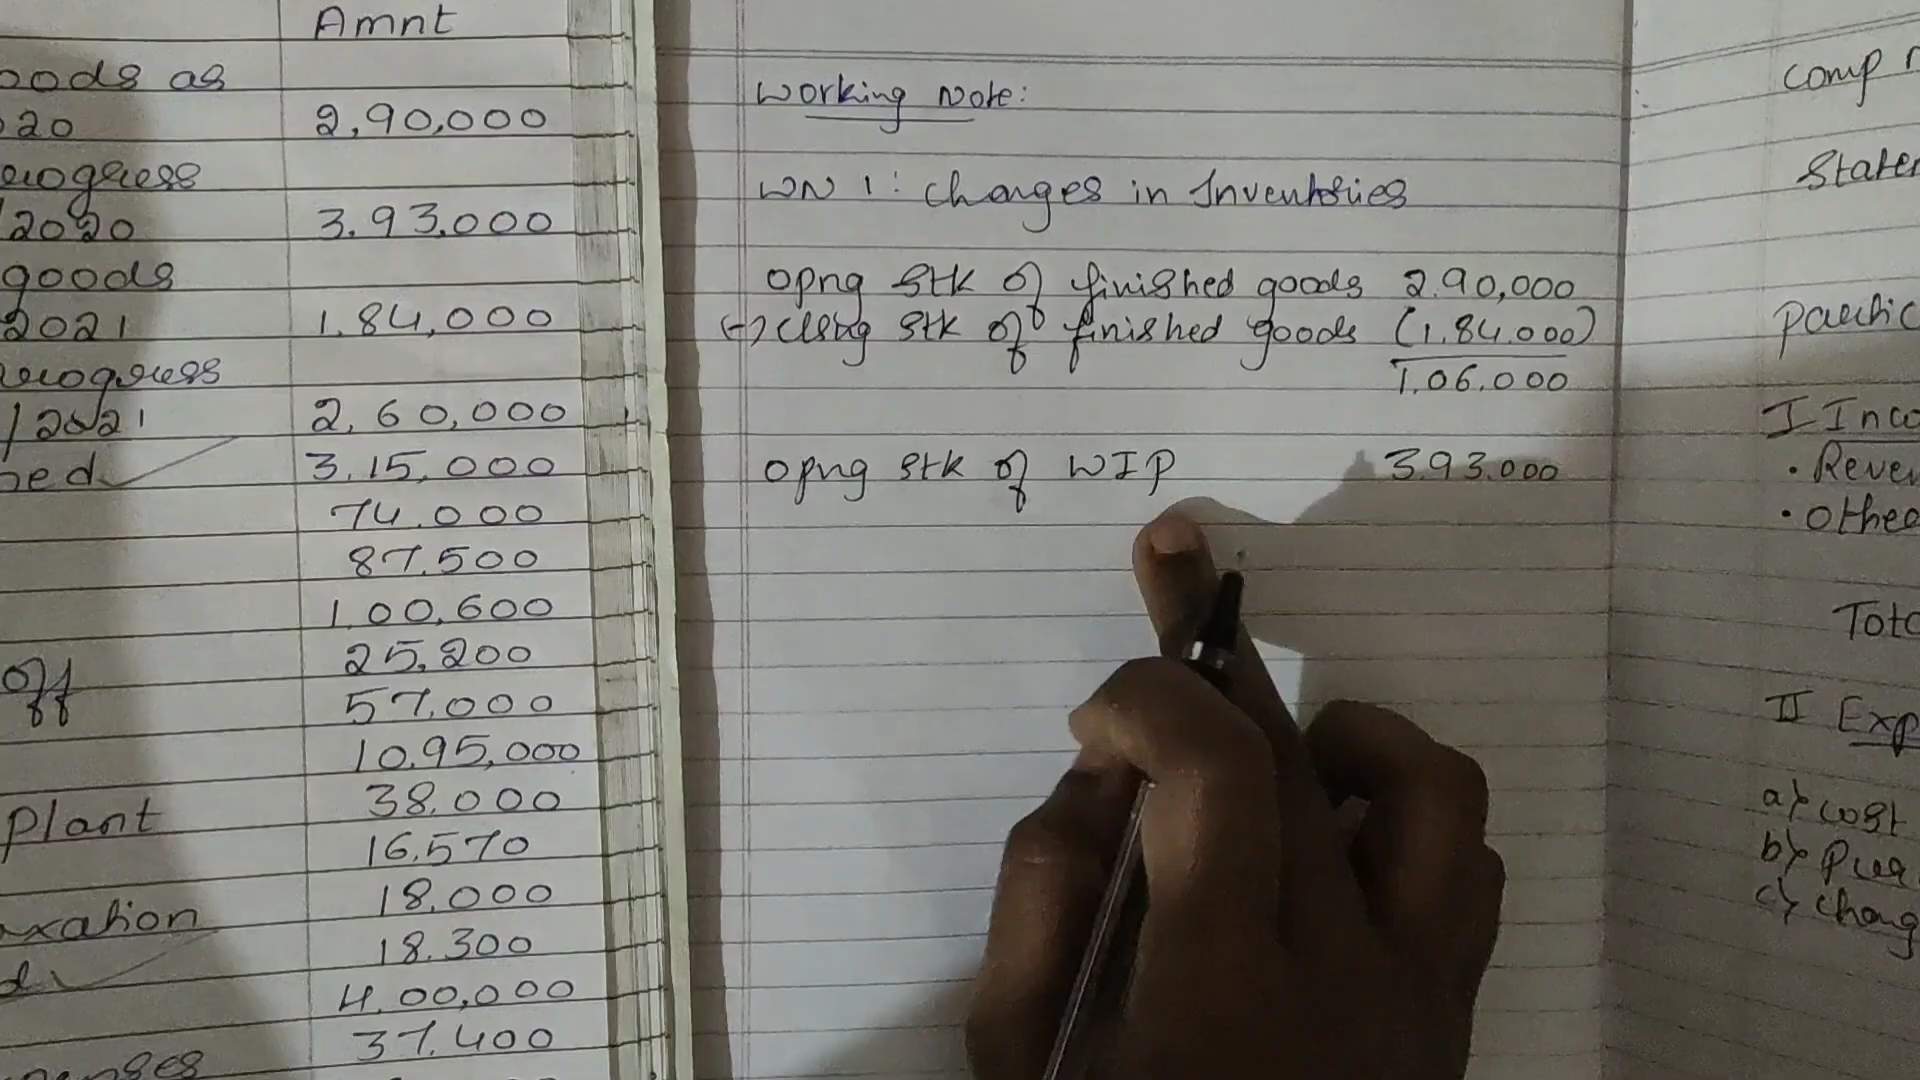 Amnt
oods as
020 2,90,000
rogress
/2020 3.93.000
goods
2021 1.84,000
rogress
/2021 2,60,000
ed 3.15,000
74.000
87.500
1.00,600
25,200
off 57.000
10,95,000
38.000
Plant 16.570
18.000
axation 18.300
d 4,00,000
37.400
enses
Working Note:
WN 1: Changes in Inventories
opng Stk of finished goods 2.90,000
(-) Clsng Stk of finished goods (1.84.000)
1.06.000
opng stk of WIP 3.93.000
Comp
State
Partic
I Inco
• Reven
• Other
Tota
II Exp
a) Cost
b) Pur
c) Chang